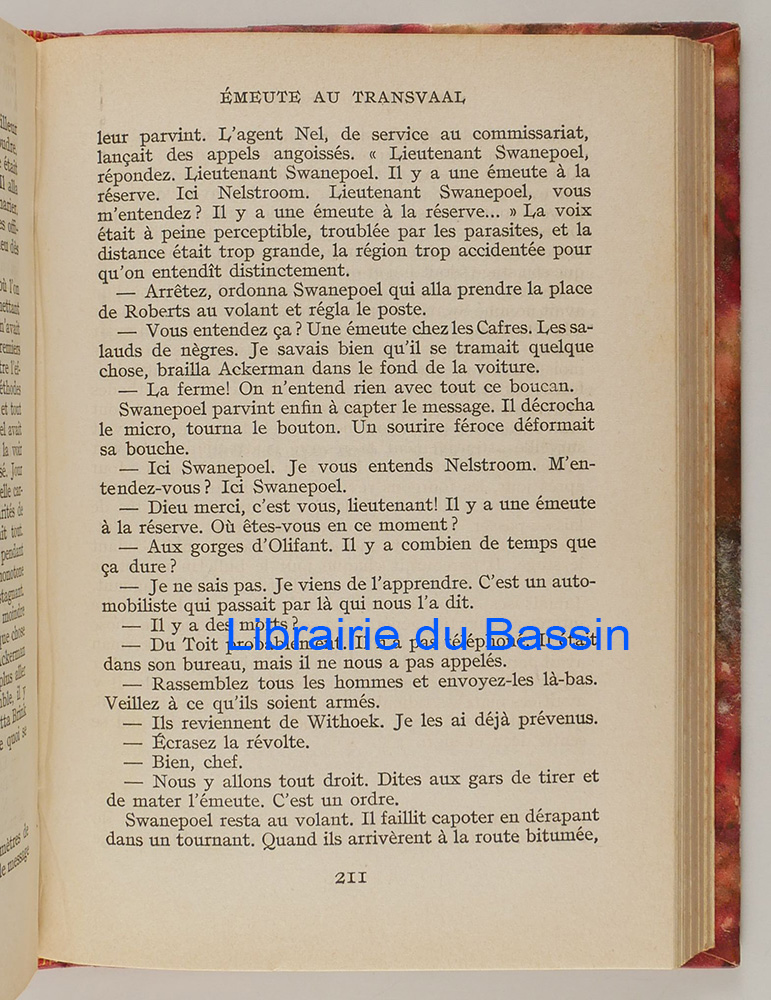 ÉMEUTE AU TRANSVAAL
leur parvint. L'agent Nel, de service au commissariat,
lançait des appels angoissés. « Lieutenant Swanepoel,
répondez. Lieutenant Swanepoel. Il y a une émeute à la
réserve. Ici Nelstroom. Lieutenant Swanepoel, vous
m'entendez ? Il y a une émeute à la réserve... » La voix
était à peine perceptible, troublée par les parasites, et la
distance était trop grande, la région trop accidentée pour
qu'on entendît distinctement.
— Arrêtez, ordonna Swanepoel qui alla prendre la place
de Roberts au volant et régla le poste.
— Vous entendez ça ? Une émeute chez les Cafres. Les sa-
lauds de nègres. Je savais bien qu'il se tramait quelque
chose, brailla Ackerman dans le fond de la voiture.
— La ferme! On n'entend rien avec tout ce boucan.
Swanepoel parvint enfin à capter le message. Il décrocha
le micro, tourna le bouton. Un sourire féroce déformait
sa bouche.
— Ici Swanepoel. Je vous entends Nelstroom. M'en-
tendez-vous ? Ici Swanepoel.
— Dieu merci, c'est vous, lieutenant! Il y a une émeute
à la réserve. Où êtes-vous en ce moment ?
— Aux gorges d'Olifant. Il y a combien de temps que
ça dure ?
— Je ne sais pas. Je viens de l'apprendre. C'est un auto-
mobiliste qui passait par là qui nous l'a dit.
— Il y a des morts ?
— Du Toit probablement. Il n'a pas téléphoné. Il était
dans son bureau, mais il ne nous a pas appelés.
— Rassemblez tous les hommes et envoyez-les là-bas.
Veillez à ce qu'ils soient armés.
— Ils reviennent de Withoek. Je les ai déjà prévenus.
— Écrasez la révolte.
— Bien, chef.
— Nous y allons tout droit. Dites aux gars de tirer et
de mater l'émeute. C'est un ordre.
Swanepoel resta au volant. Il faillit capoter en dérapant
dans un tournant. Quand ils arrivèrent à la route bitumée,
211
Librairie du Bassin